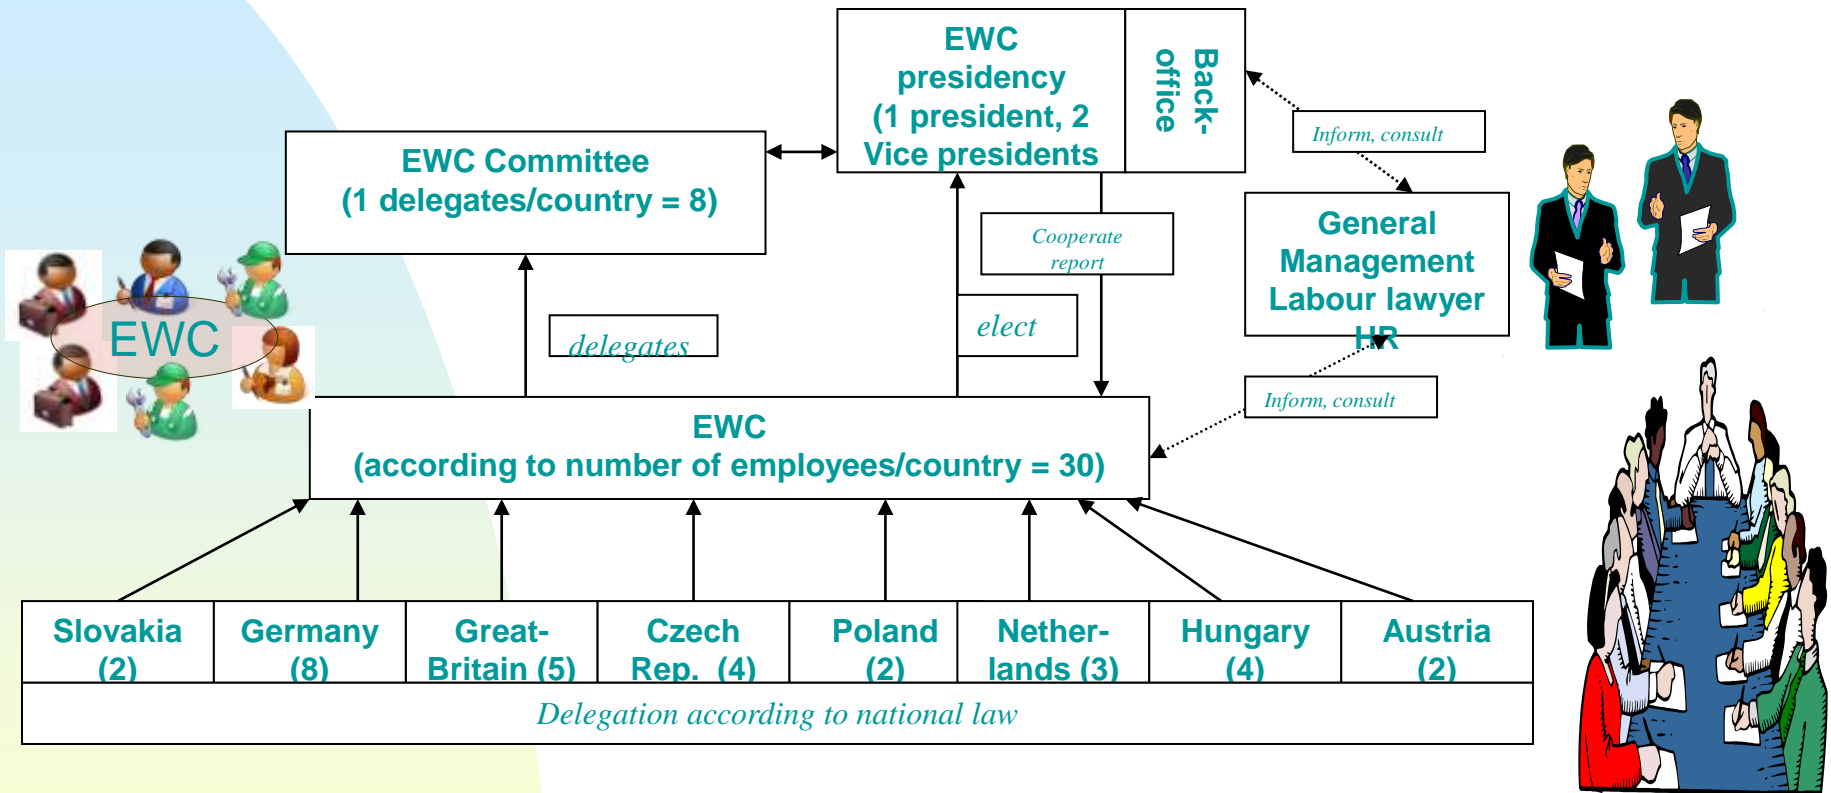 EWC
presidency
(1 president, 2
Vice presidents
Back-
office
Inform, consult
EWC Committee
(1 delegates/country = 8)
General
Management
Labour lawyer
HR
Cooperate
report
EWC
delegates
elect
Inform, consult
EWC
(according to number of employees/country = 30)
Slovakia
(2)
Germany
(8)
Great-
Britain (5)
Czech
Rep. (4)
Poland
(2)
Nether-
lands (3)
Hungary
(4)
Austria
(2)
Delegation according to national law